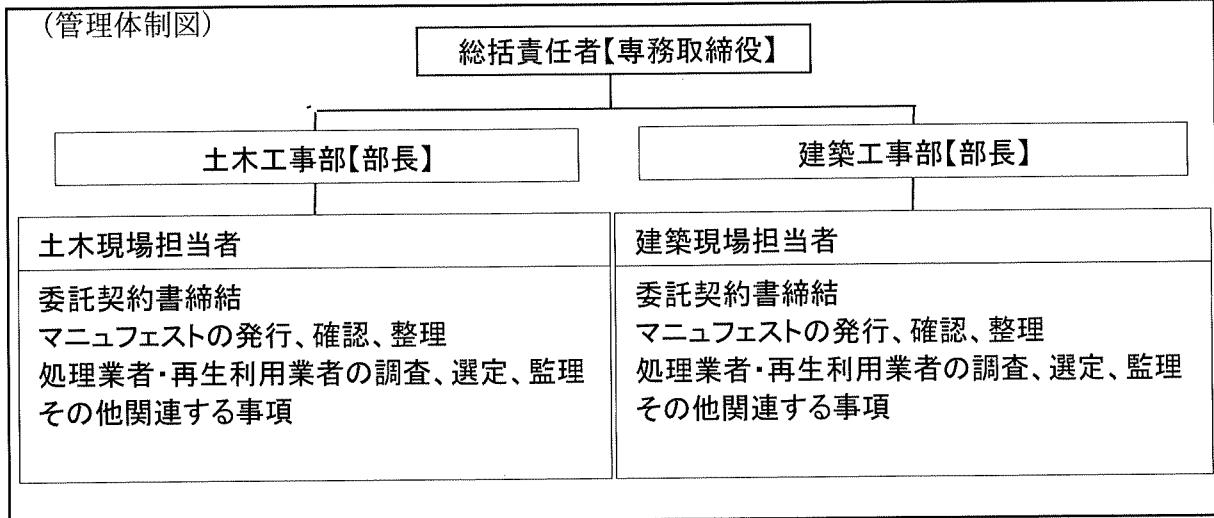 (管理体制図)
総括責任者【専務取締役】
土木工事部【部長】
建築工事部【部長】
土木現場担当者
委託契約書締結
マニュフェストの発行、確認、整理
処理業者・再生利用業者の調査、選定、監理
その他関連する事項
建築現場担当者
委託契約書締結
マニュフェストの発行、確認、整理
処理業者・再生利用業者の調査、選定、監理
その他関連する事項